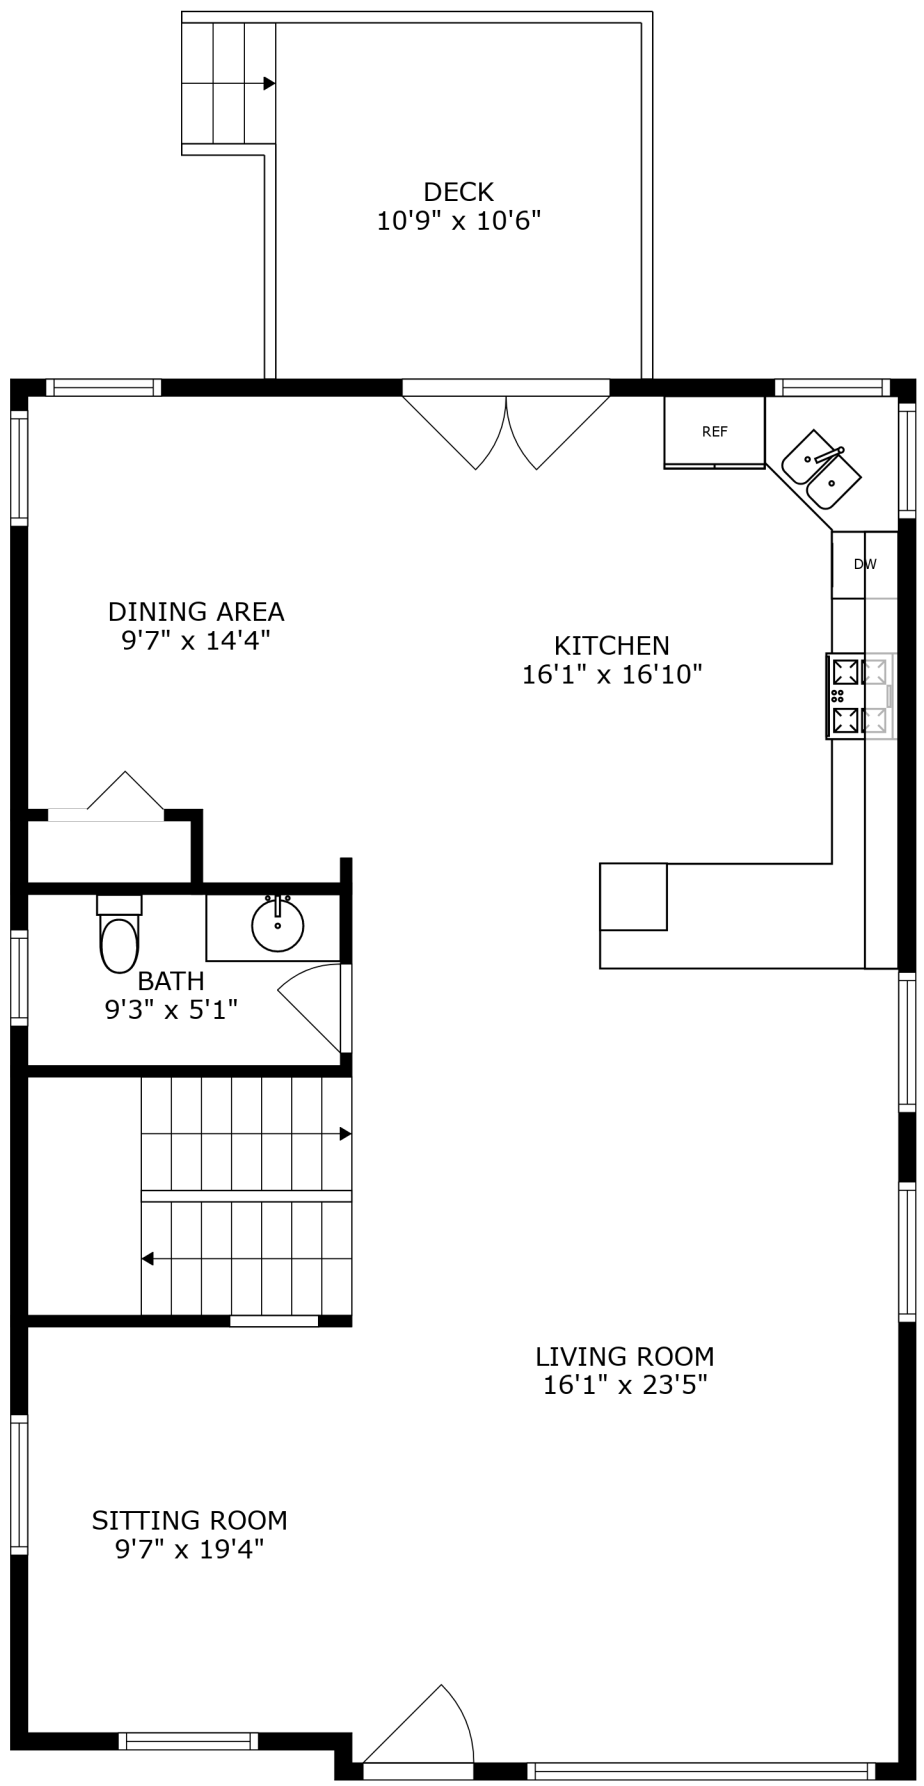 DECK
10'9" x 10'6"
REF
DW
DINING AREA
9'7" x 14'4"
KITCHEN
16'1" x 16'10"
BATH
9'3" x 5'1"
LIVING ROOM
16'1" x 23'5"
SITTING ROOM
9'7" x 19'4"